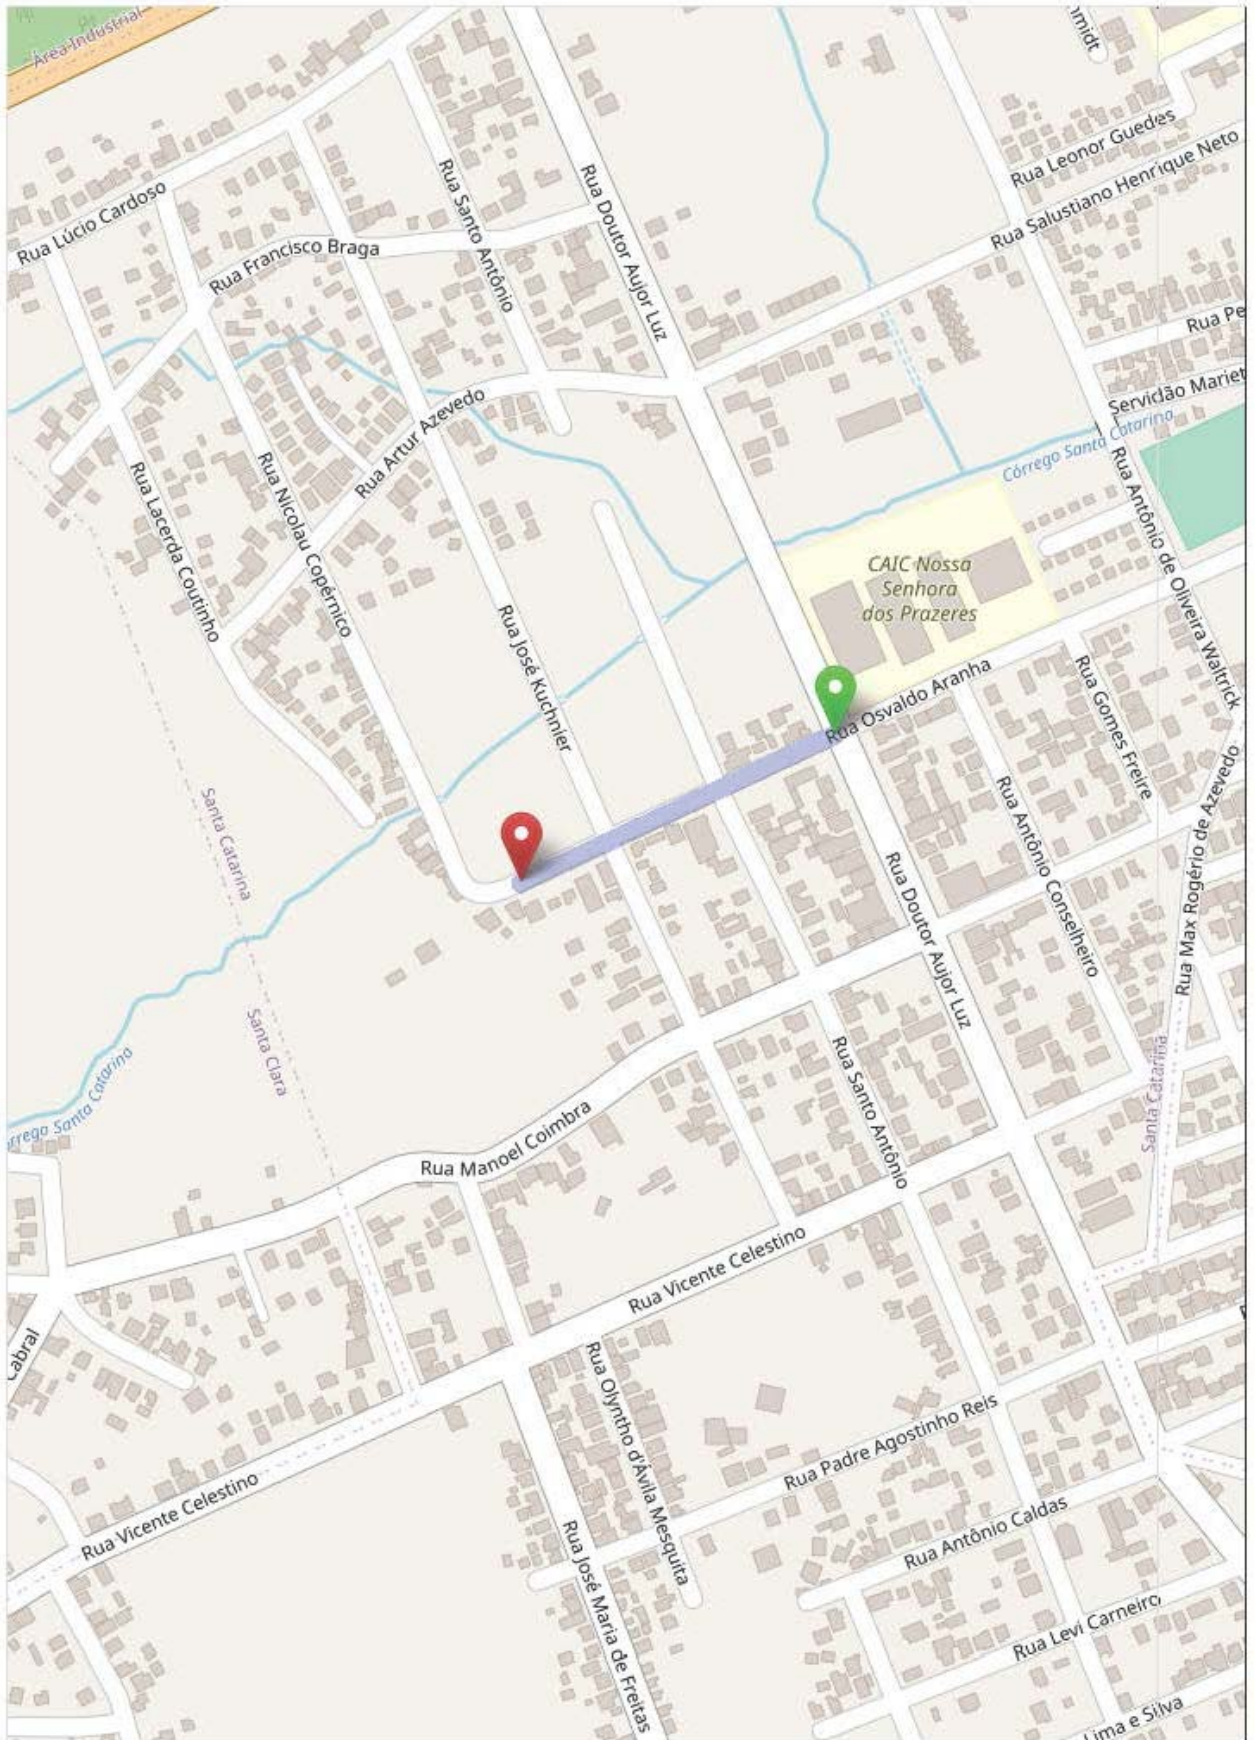 Área Industrial
midt
Rua Leonor Guedes
Rua Salustiano Henrique Neto
Rua Lúcio Cardoso
Rua Santo Antônio
Rua Doutor Aujor Luz
Rua Francisco Braga
Rua Pe
Servidão Mariet
Córrego Santa Catarina
Rua Artur Azevedo
Rua Lacerda Coutinho
Rua Nicolau Copérnico
Rua Antônio de Oliveira Waltrick
CAIC Nossa
Senhora
dos Prazeres
Rua José Kuchnier
Rua Osvaldo Aranha
Rua Gomes Freire
Santa Catarina
Rua Antônio Conselheiro
Rua Max Rogério de Azevedo
Rua Doutor Aujor Luz
Santa Clara
rrego Santa Catarina
Rua Santo Antônio
Santa Catarina
Rua Manoel Coimbra
Rua Vicente Celestino
Cabral
Rua Olyntho d'Ávila Mesquita
Rua Padre Agostinho Reis
Rua Vicente Celestino
Rua Antônio Caldas
Rua José Maria de Freitas
Rua Levi Carneiro
Lima e Silva